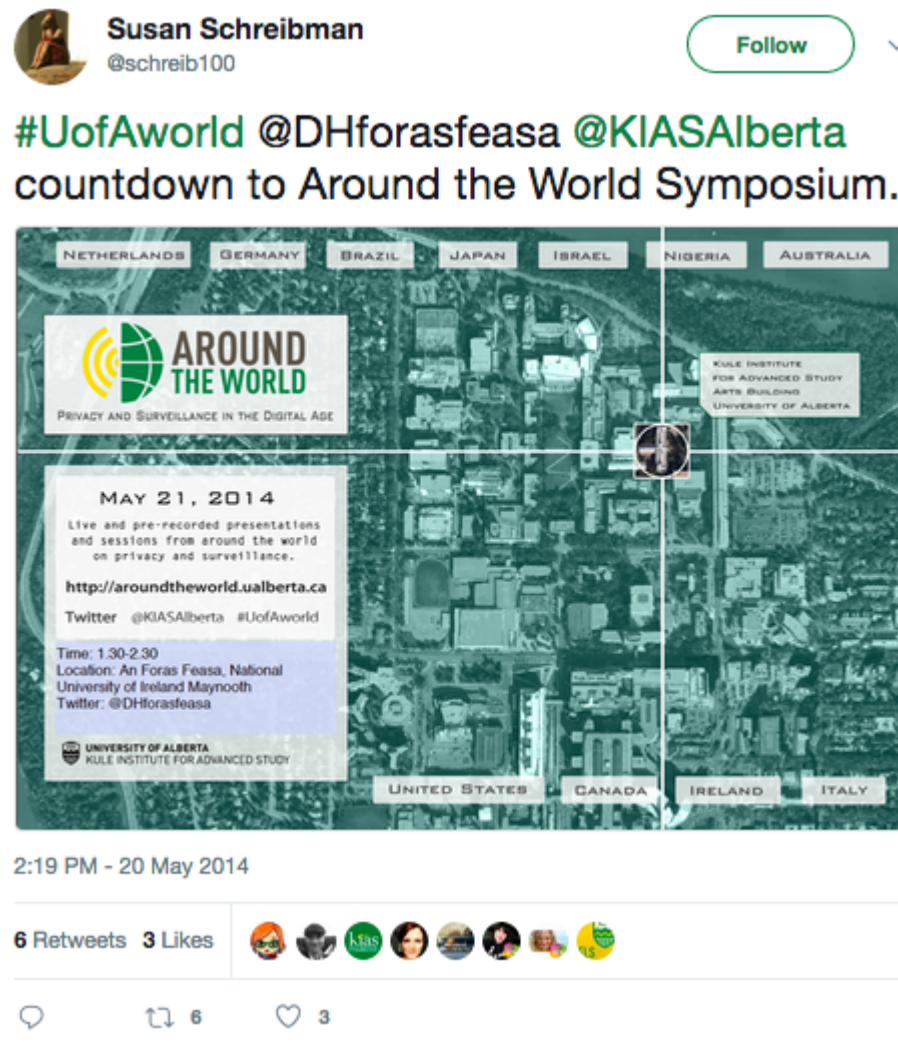 Susan Schreibman
@schreib100
Follow
#UofAworld @DHforasfeasa @KIASAlberta
countdown to Around the World Symposium.
NETHERLANDS GERMANY BRAZIL JAPAN ISRAEL NIGERIA AUSTRALIA
AROUND
THE WORLD
PRIVACY AND SURVEILLANCE IN THE DIGITAL AGE
KULE INSTITUTE
FOR ADVANCED STUDY
ARTS BUILDING
UNIVERSITY OF ALBERTA
MAY 21, 2014
Live and pre-recorded presentations
and sessions from around the world
on privacy and surveillance.
http://aroundtheworld.ualberta.ca
Twitter @KIASAlberta #UofAworld
Time: 1.30-2.30
Location: An Foras Feasa, National
University of Ireland Maynooth
Twitter: @DHforasfeasa
UNIVERSITY OF ALBERTA
KULE INSTITUTE FOR ADVANCED STUDY
UNITED STATES CANADA IRELAND ITALY
2:19 PM - 20 May 2014
6 Retweets 3 Likes
kias
6 3